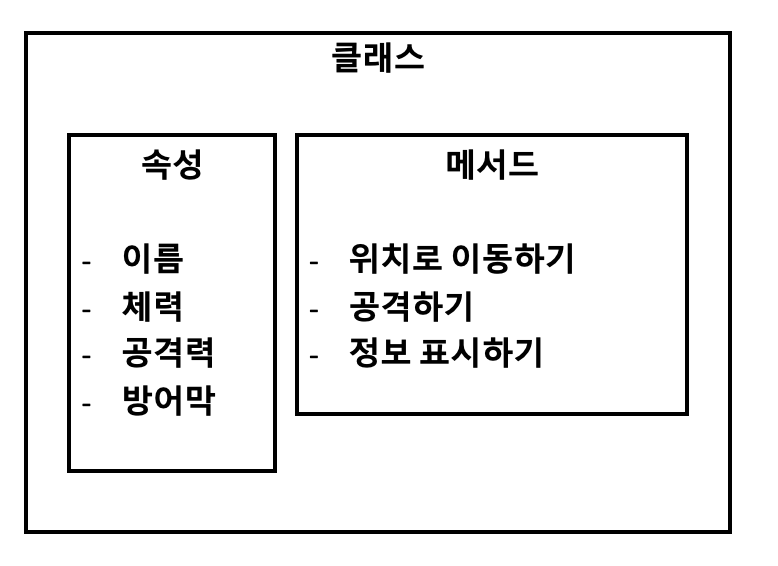 클래스
속성
- 이름
- 체력
- 공격력
- 방어막
메서드
- 위치로 이동하기
- 공격하기
- 정보 표시하기